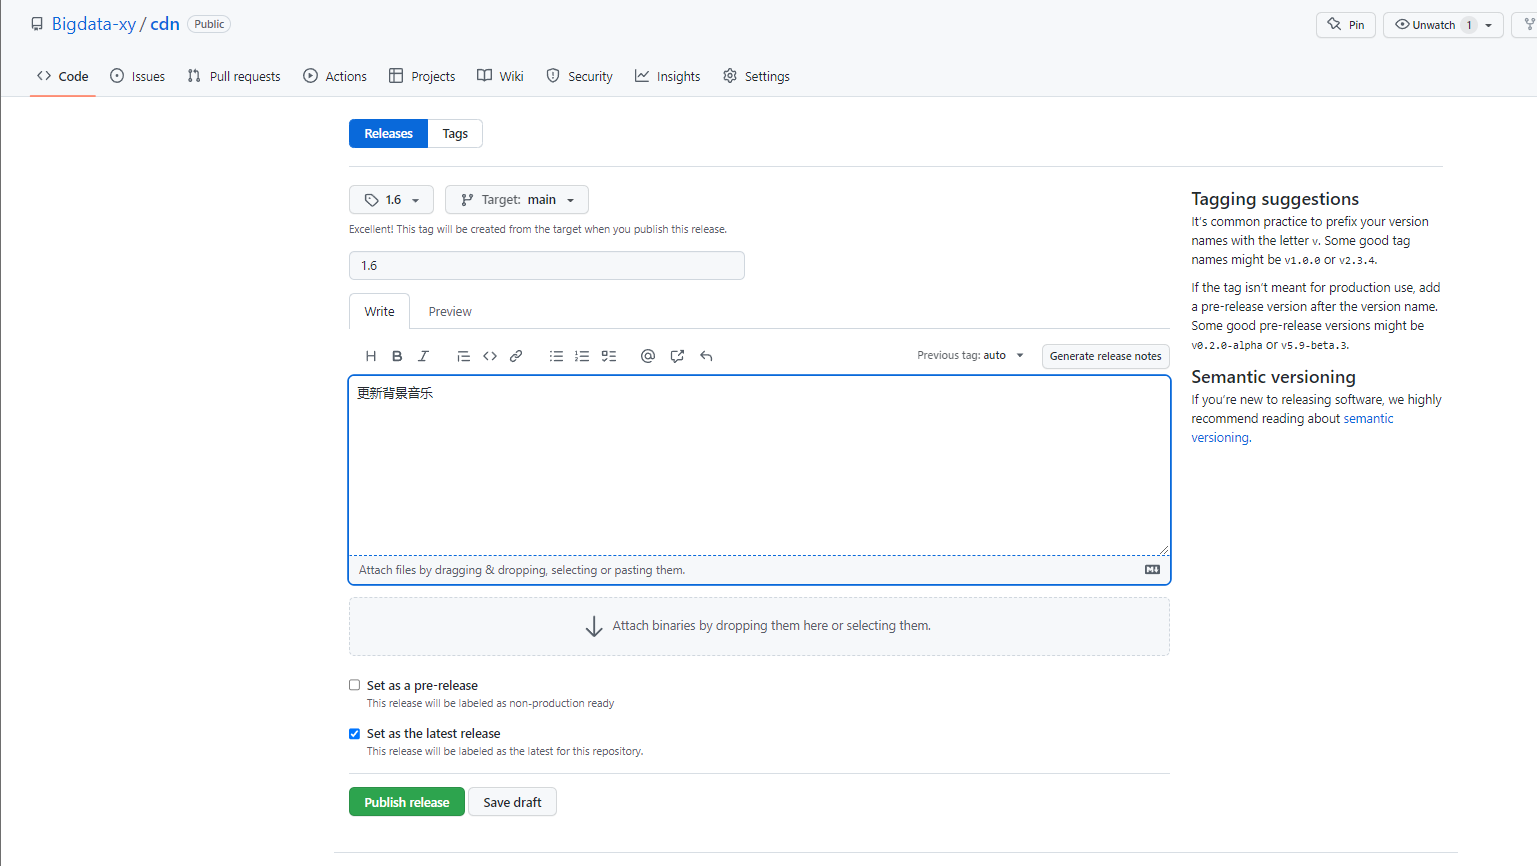 Bigdata-xy / cdn Public
Pin
Unwatch 1
Code
Issues
Pull requests
Actions
Projects
Wiki
Security
Insights
Settings
Releases
Tags
1.6
Target: main
Excellent! This tag will be created from the target when you publish this release.
1.6
Write
Preview
Previous tag: auto
Generate release notes
更新背景音乐
Attach files by dragging & dropping, selecting or pasting them.
Attach binaries by dropping them here or selecting them.
Set as a pre-release
This release will be labeled as non-production ready
Set as the latest release
This release will be labeled as the latest for this repository.
Publish release
Save draft
Tagging suggestions
It's common practice to prefix your version
names with the letter v. Some good tag
names might be v1.0.0 or v2.3.4.
If the tag isn't meant for production use, add
a pre-release version after the version name.
Some good pre-release versions might be
v0.2.0-alpha or v5.9-beta.3.
Semantic versioning
If you're new to releasing software, we highly
recommend reading about semantic
versioning.